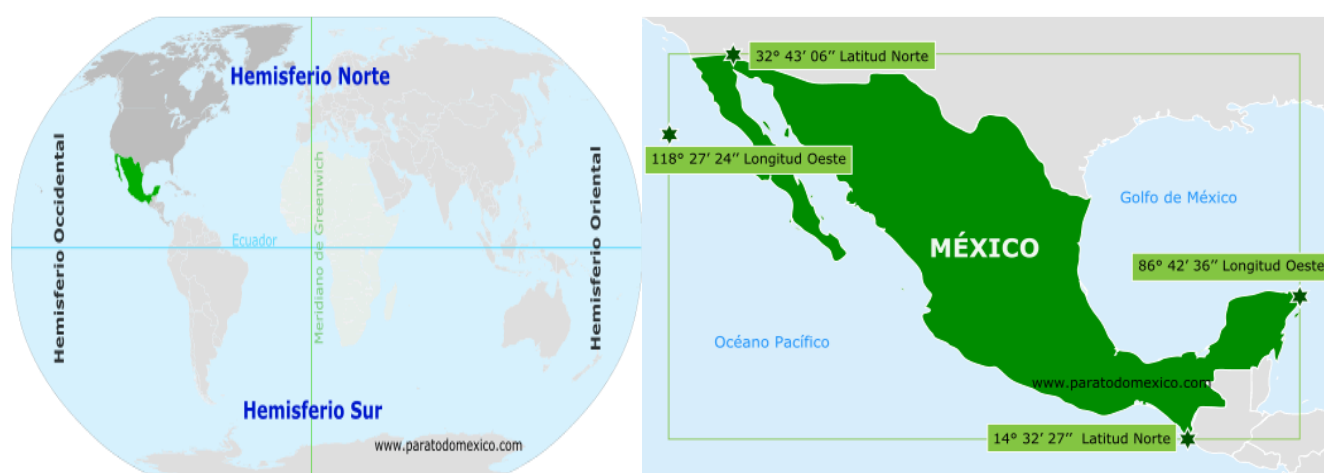 Hemisferio Norte
Hemisferio Occidental
Meridiano de Greenwich
Hemisferio Oriental
Ecuador
Hemisferio Sur
www.paratodomexico.com
32° 43’ 06’’ Latitud Norte
118° 27’ 24’’ Longitud Oeste
Golfo de México
MÉXICO
86° 42’ 36’’ Longitud Oeste
Océano Pacífico
www.paratodomexico.com
14° 32’ 27’’ Latitud Norte